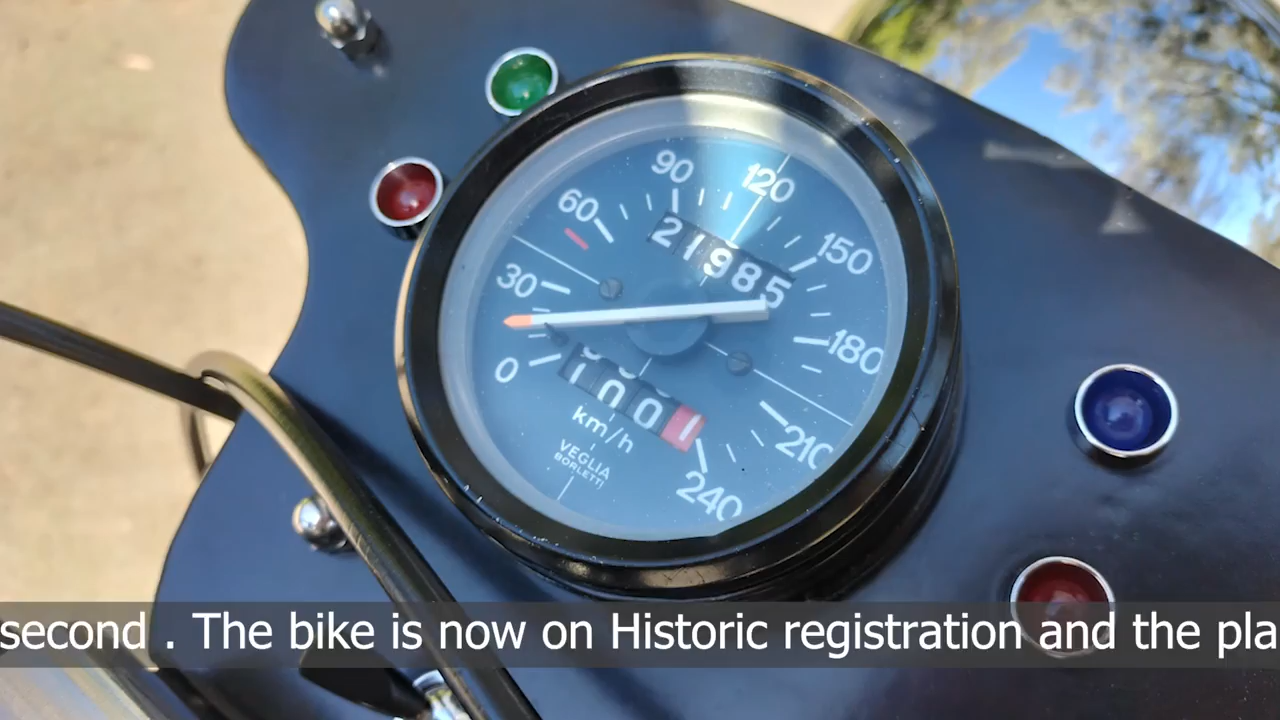 90
120
60
150
30
180
0
210
240
21985
1001
km/h
VEGLIA
BORLETTI
second . The bike is now on Historic registration and the pla